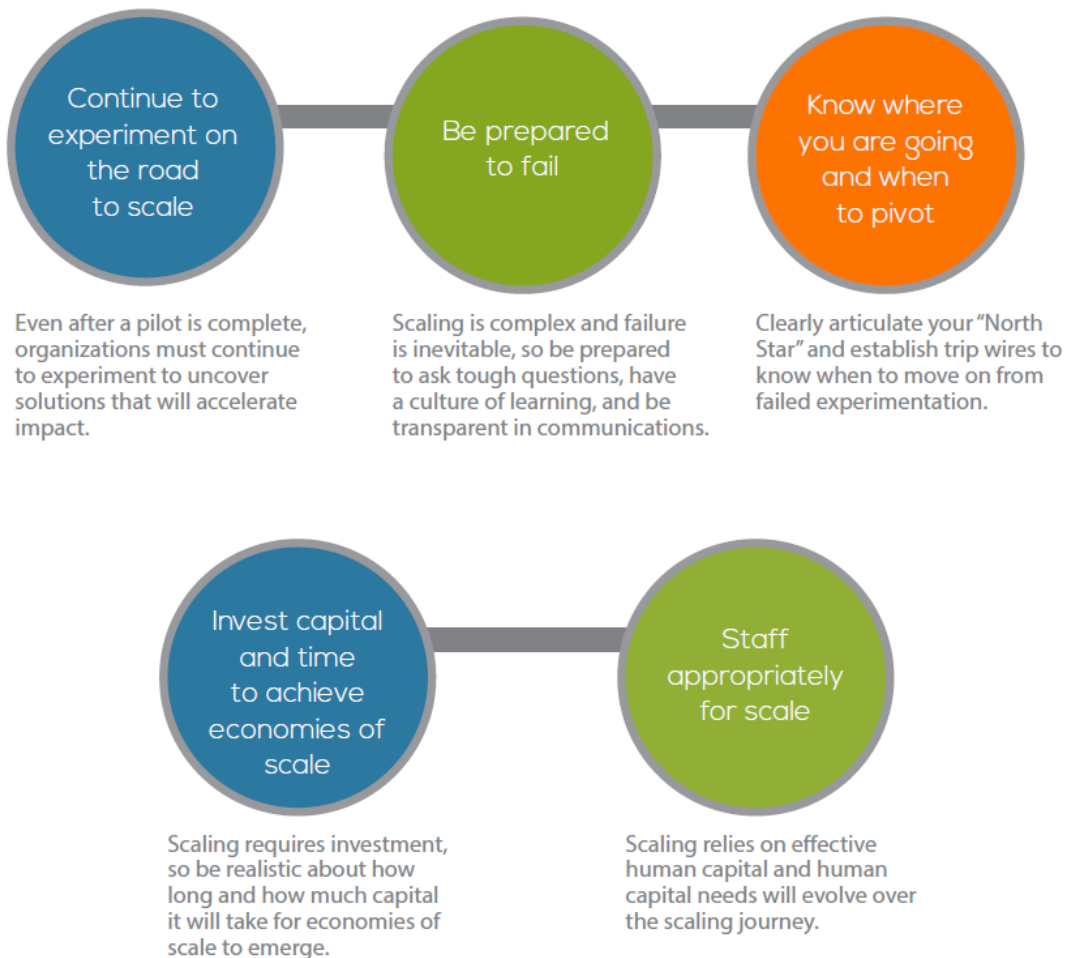 Continue to
experiment on
the road
to scale
Be prepared
to fail
Know where
you are going
and when
to pivot
Even after a pilot is complete,
organizations must continue
to experiment to uncover
solutions that will accelerate
impact.
Scaling is complex and failure
is inevitable, so be prepared
to ask tough questions, have
a culture of learning, and be
transparent in communications.
Clearly articulate your “North
Star” and establish trip wires to
know when to move on from
failed experimentation.
Invest capital
and time
to achieve
economies of
scale
Staff
appropriately
for scale
Scaling requires investment,
so be realistic about how
long and how much capital
it will take for economies of
scale to emerge.
Scaling relies on effective
human capital and human
capital needs will evolve over
the scaling journey.